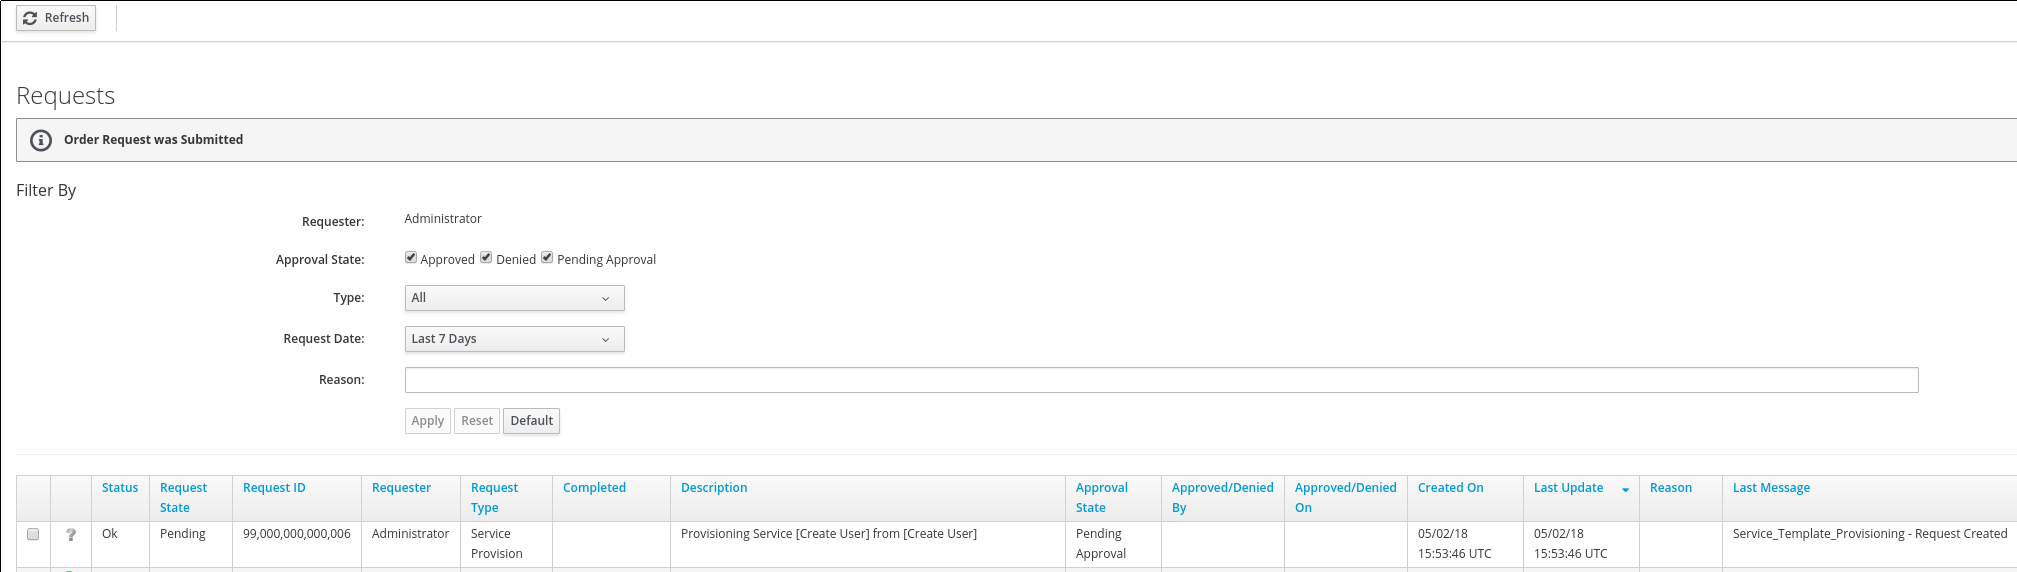 Refresh
Requests
Order Request was Submitted
Filter By
Requester: Administrator
Approval State: Approved Denied Pending Approval
Type: All
Request Date: Last 7 Days
Reason:
Apply Reset Default
Status Request State Request ID Requester Request Type Completed Description Approval State Approved/Denied By Approved/Denied On Created On Last Update Reason Last Message
Ok Pending 99,000,000,000,006 Administrator Service Provision Provisioning Service [Create User] from [Create User] Pending Approval 05/02/18 15:53:46 UTC 05/02/18 15:53:46 UTC Service_Template_Provisioning - Request Created